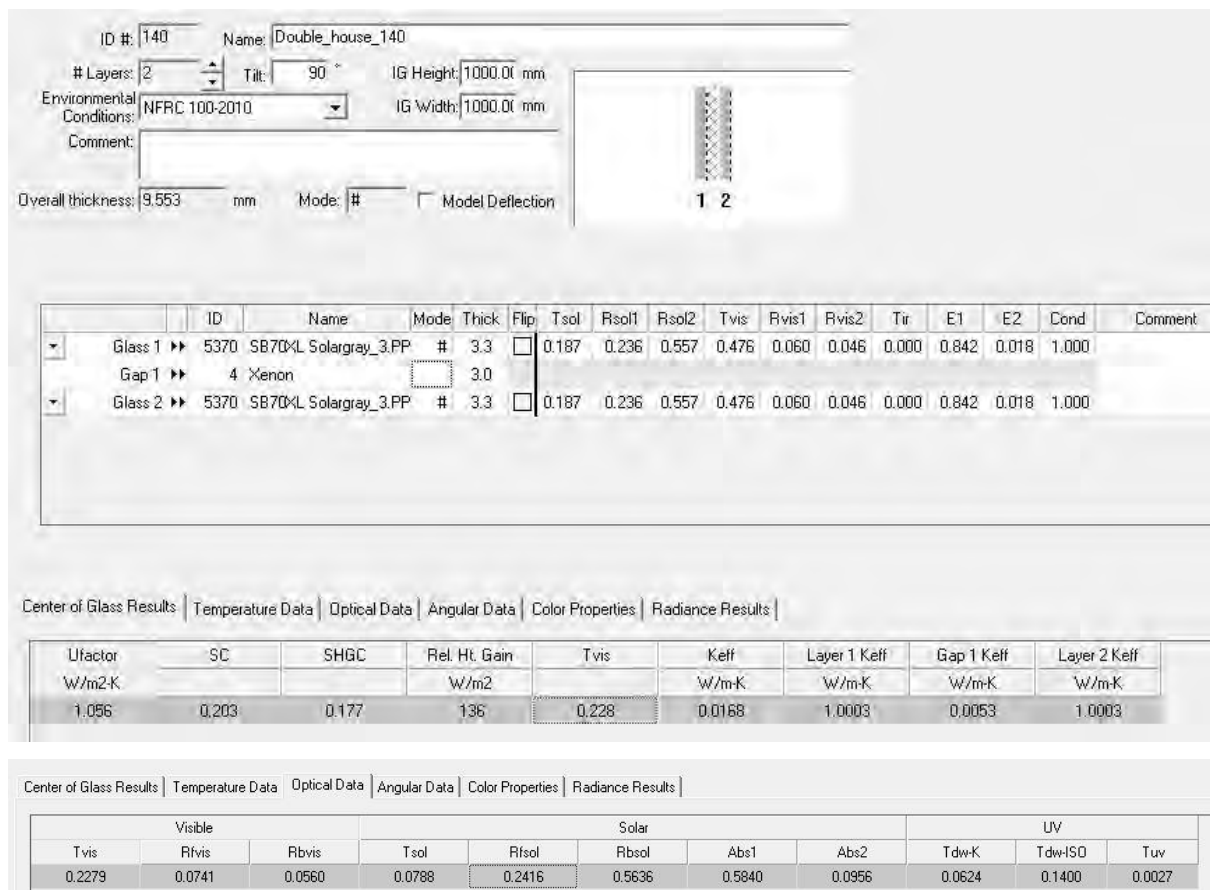 ID #: 140 Name: Double_house_140
# Layers: 2 Tilt: 90 ° IG Height: 1000.0( mm
Environmental Conditions: NFRC 100-2010 IG Width: 1000.0( mm
Comment:
Overall thickness: 9.553 mm Mode: # Model Deflection
1 2
ID Name Mode Thick Flip Tsol Rsol1 Rsol2 Tvis Rvis1 Rvis2 Tir E1 E2 Cond Comment
Glass 1 5370 SB70XL Solargray_3.PP # 3.3 0.187 0.236 0.557 0.476 0.060 0.046 0.000 0.842 0.018 1.000
Gap 1 4 Xenon 3.0
Glass 2 5370 SB70XL Solargray_3.PP # 3.3 0.187 0.236 0.557 0.476 0.060 0.046 0.000 0.842 0.018 1.000
Center of Glass Results Temperature Data Optical Data Angular Data Color Properties Radiance Results
Ufactor SC SHGC Rel. Ht. Gain Tvis Keff Layer 1 Keff Gap 1 Keff Layer 2 Keff
W/m2-K W/m2 W/m-K W/m-K W/m-K W/m-K
1.056 0.203 0.177 136 0.228 0.0168 1.0003 0.0053 1.0003
Center of Glass Results Temperature Data Optical Data Angular Data Color Properties Radiance Results
Visible Solar UV
Tvis Rfvis Rbvis Tsol Rfsol Rbsol Abs1 Abs2 Tdw-K Tdw-ISO Tuv
0.2279 0.0741 0.0560 0.0788 0.2416 0.5636 0.5840 0.0956 0.0624 0.1400 0.0027